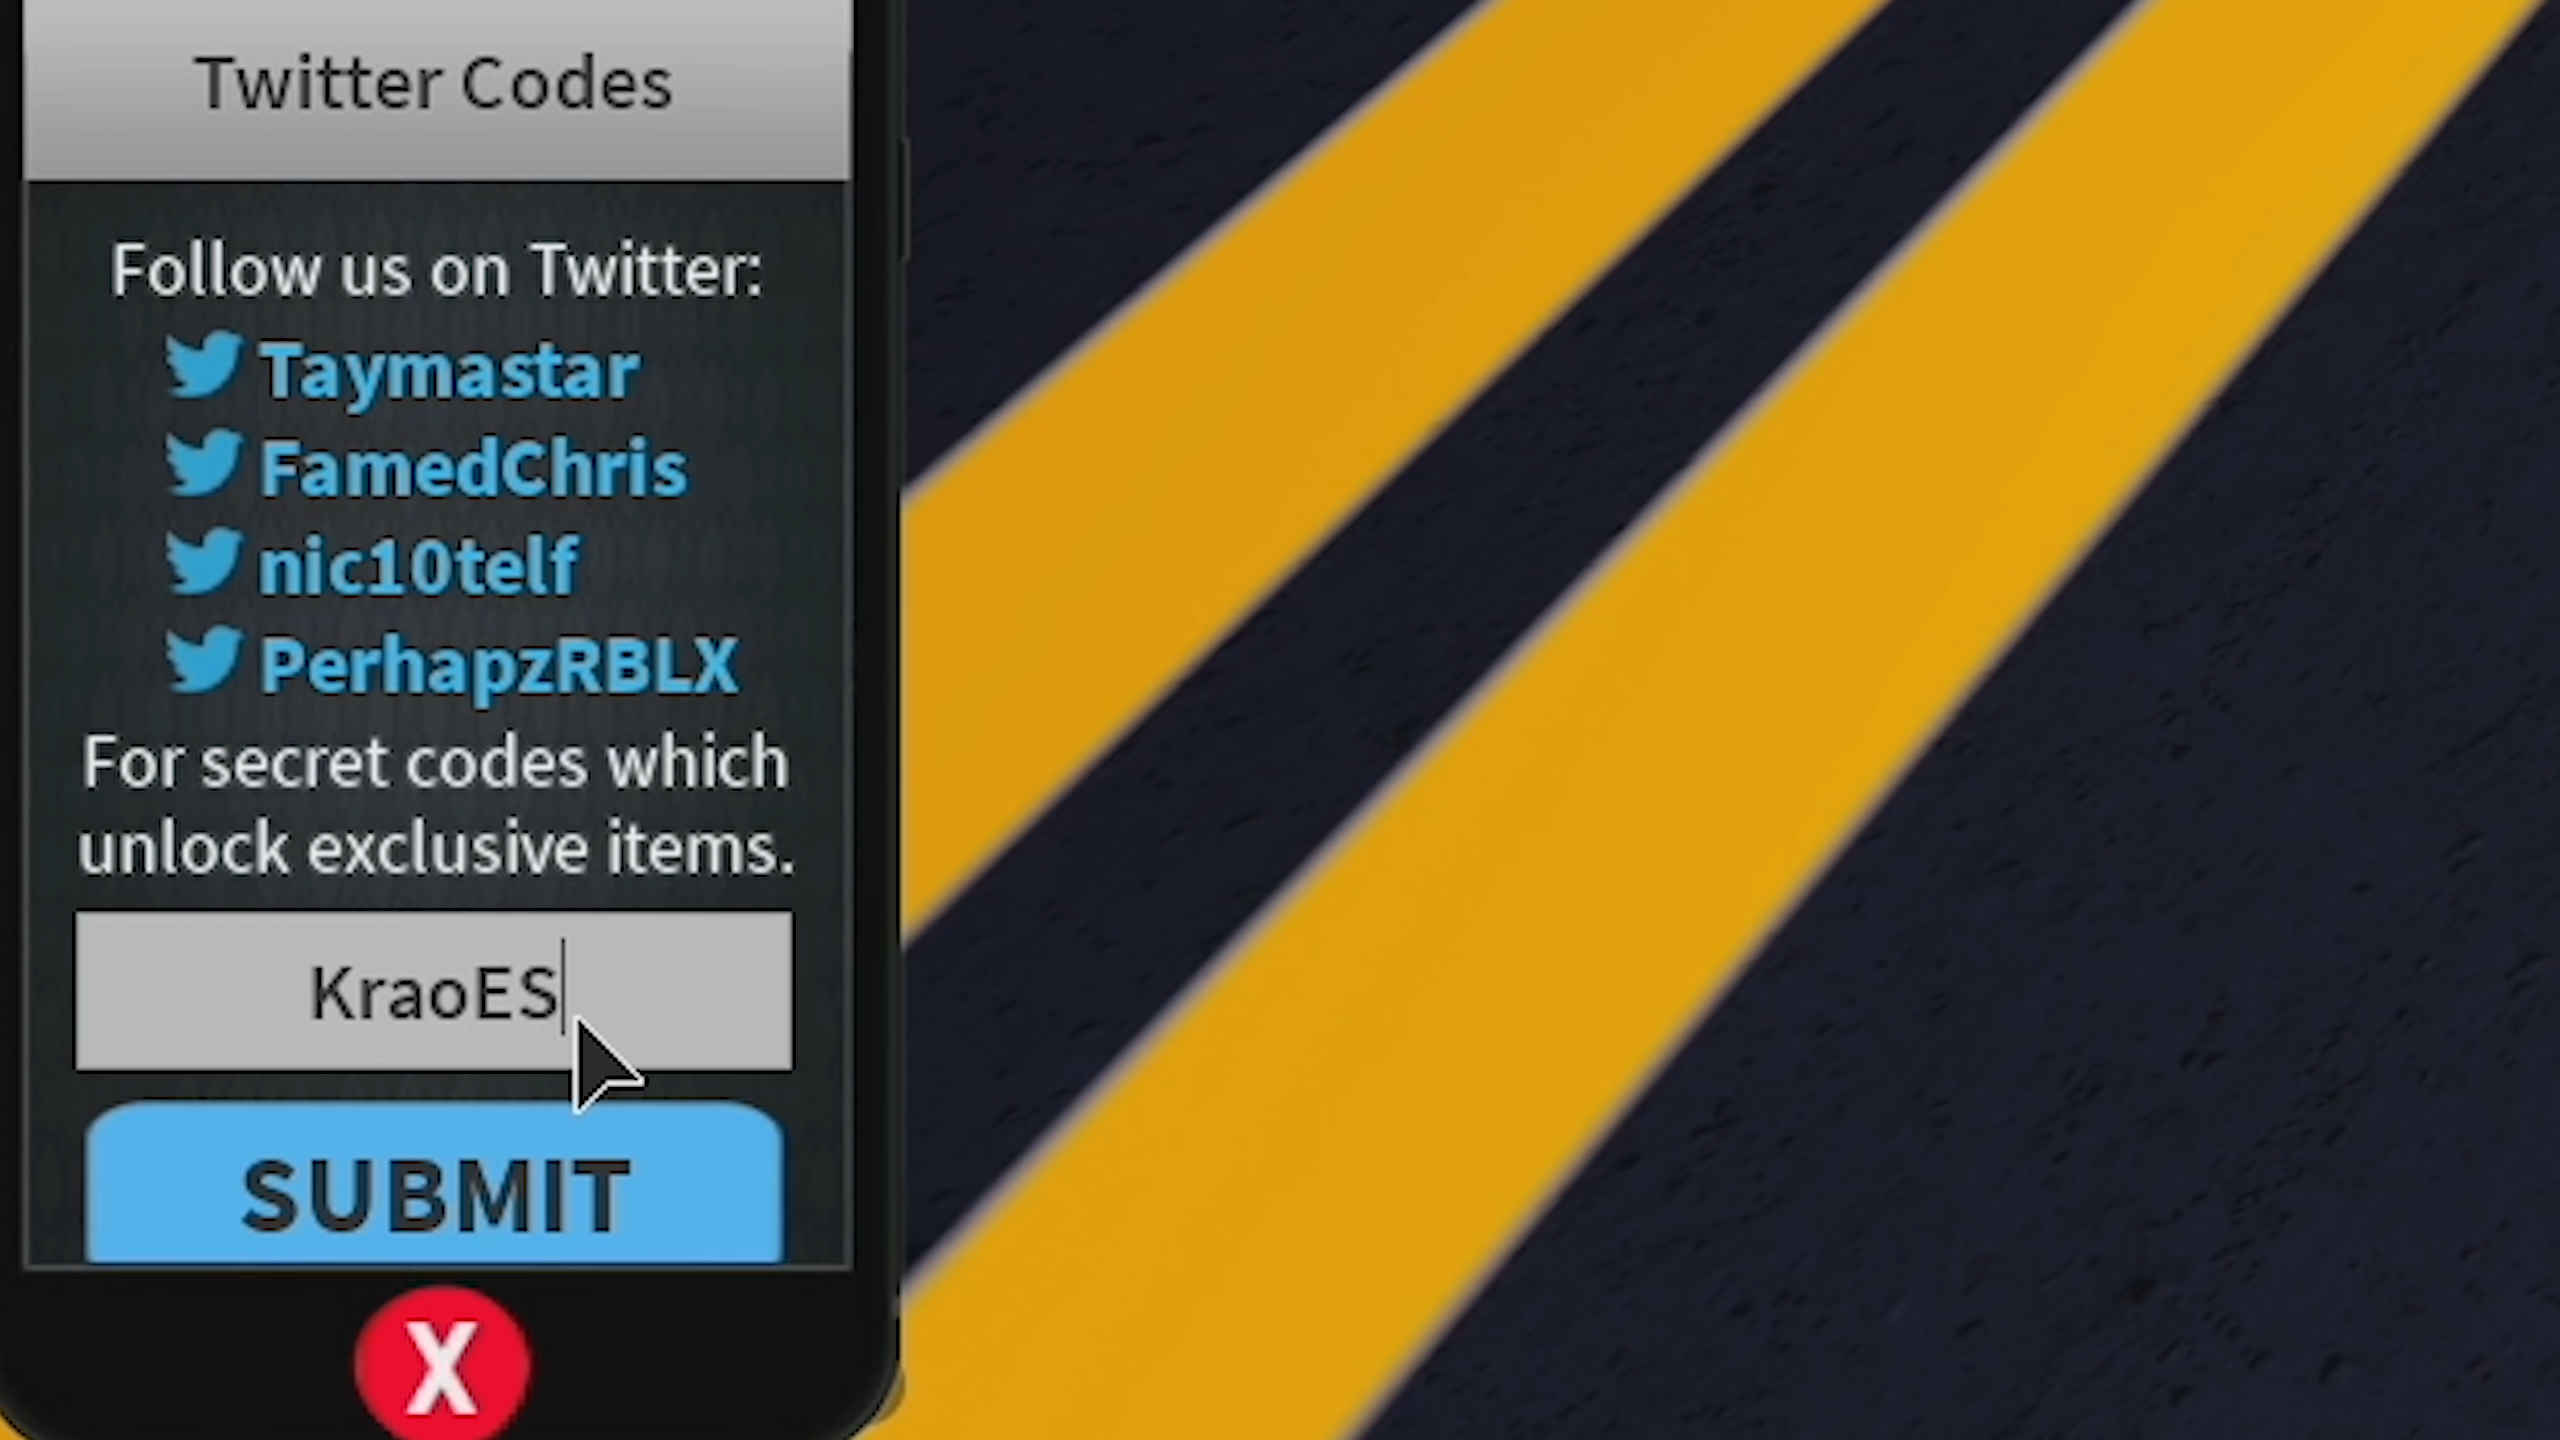 Twitter Codes
Follow us on Twitter:
Taymastar
FamedChris
nic10telf
PerhapzRBLX
For secret codes which
unlock exclusive items.
KraoES
SUBMIT
X